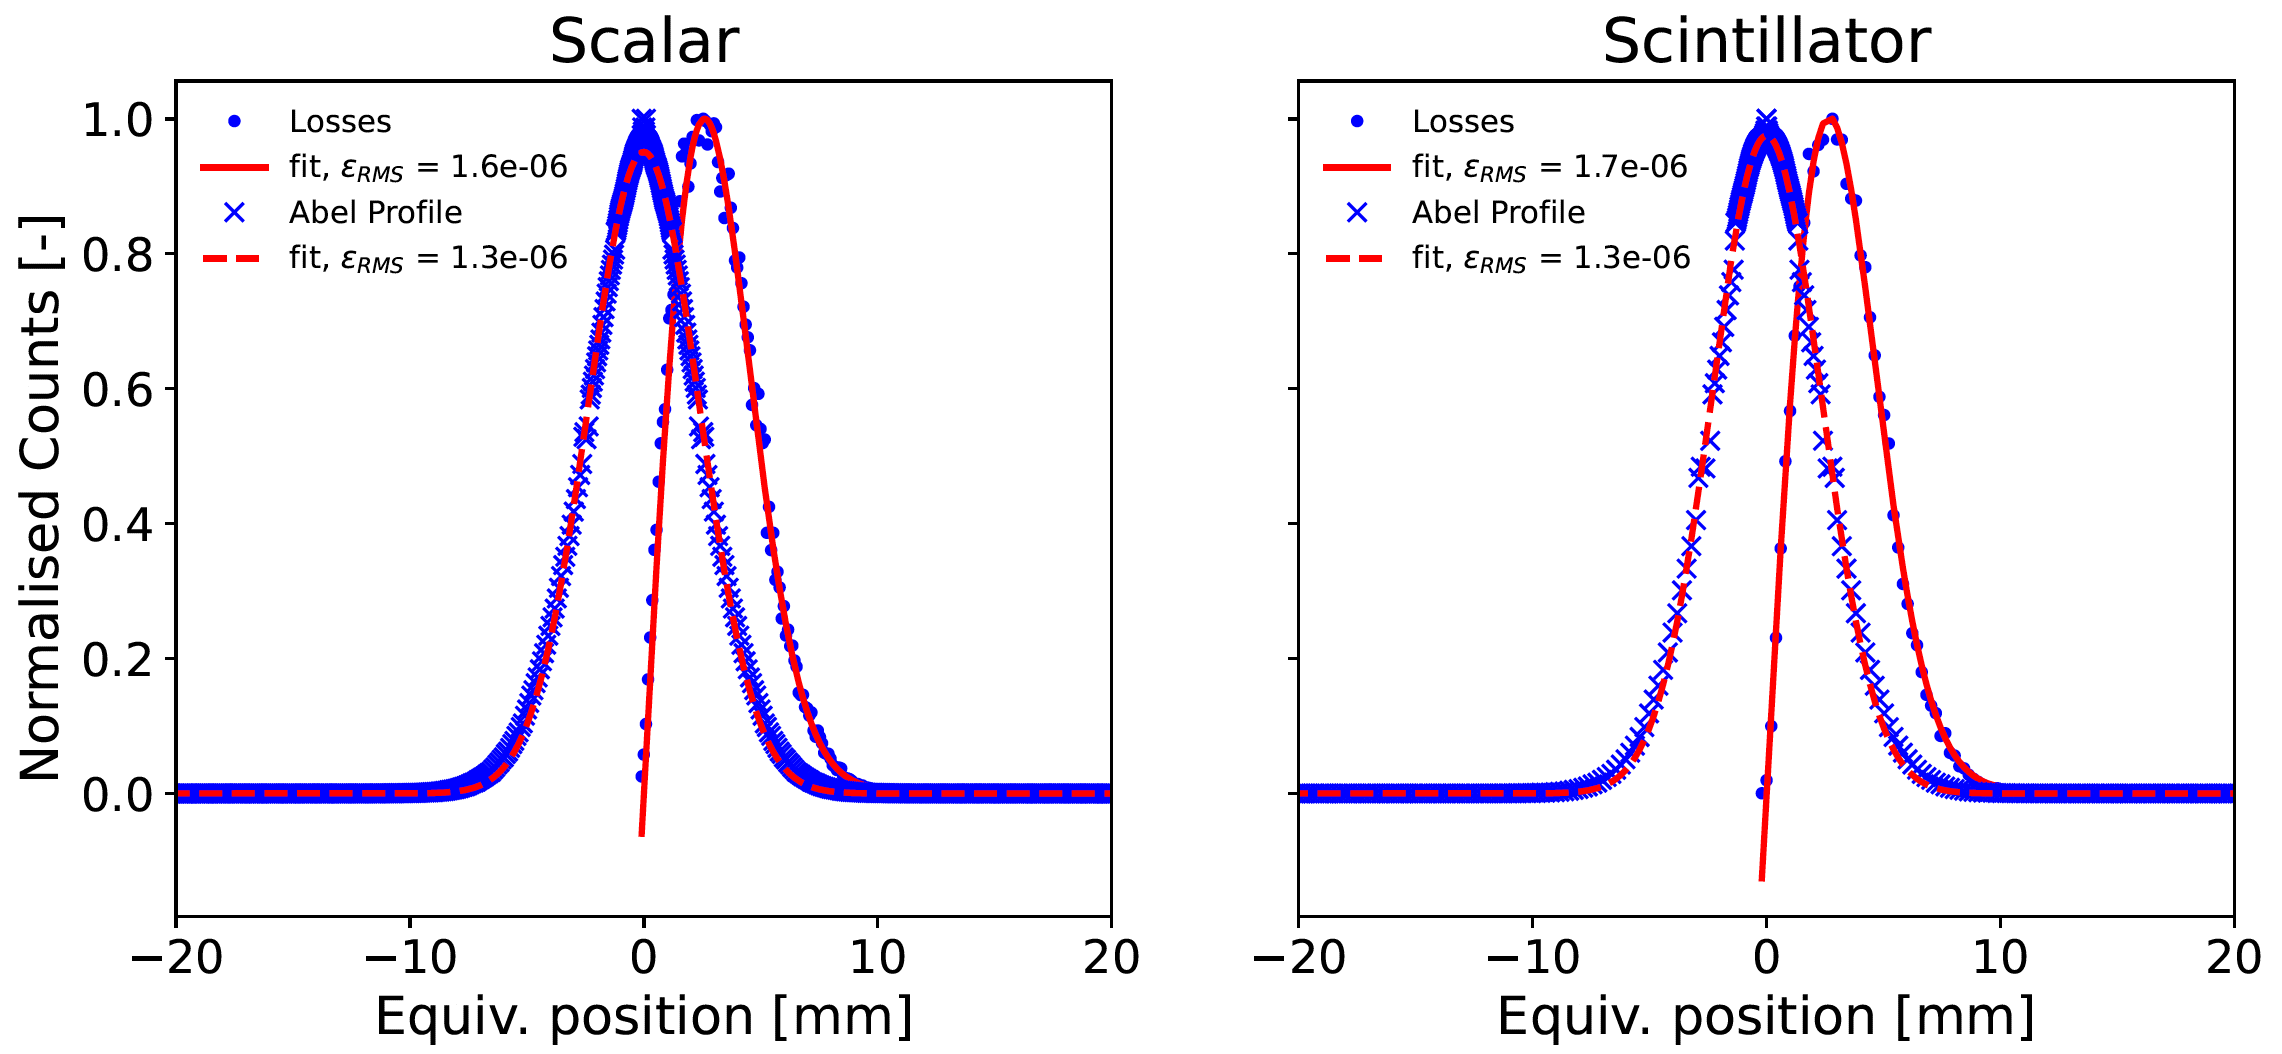 Scalar
Normalised Counts [-]
1.0
0.8
0.6
0.4
0.2
0.0
Losses
fit, εRMS = 1.6e-06
Abel Profile
fit, εRMS = 1.3e-06
−20
−10
0
10
20
Equiv. position [mm]
Scintillator
Losses
fit, εRMS = 1.7e-06
Abel Profile
fit, εRMS = 1.3e-06
−20
−10
0
10
20
Equiv. position [mm]